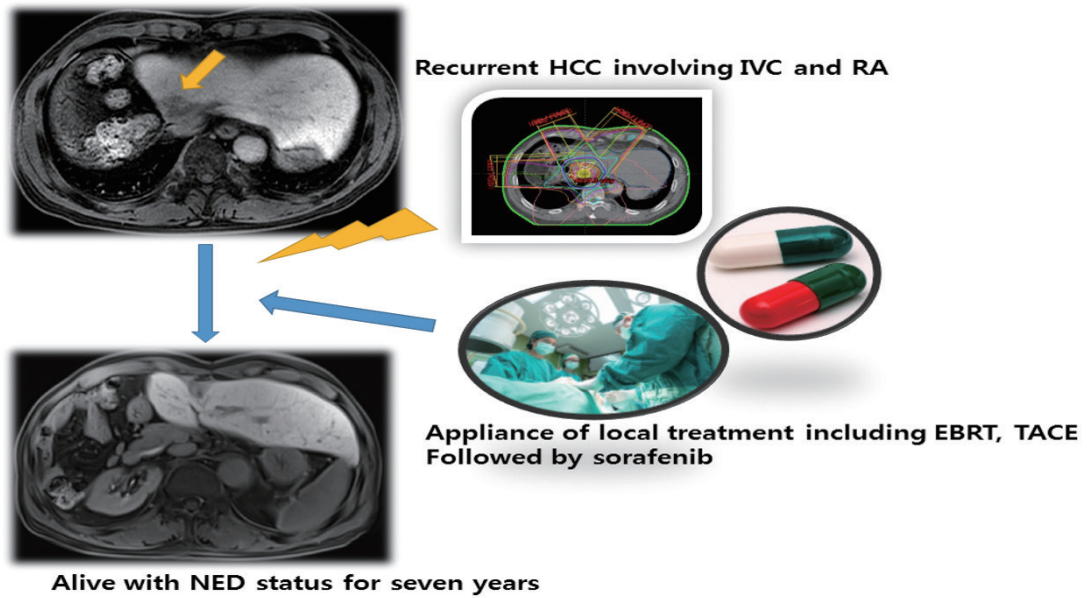 Recurrent HCC involving IVC and RA
Appliance of local treatment including EBRT, TACE
Followed by sorafenib
Alive with NED status for seven years